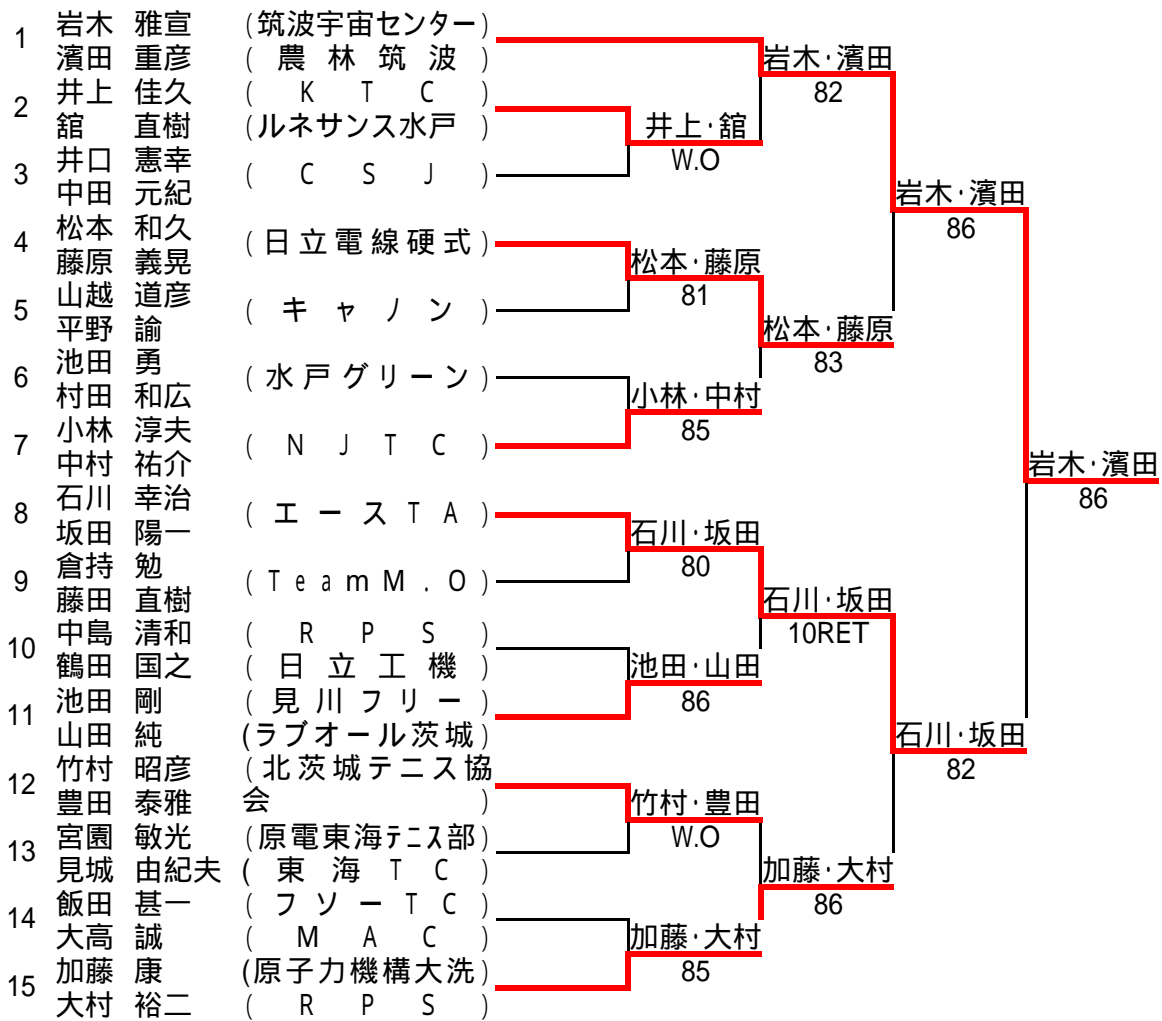 1 岩木 雅宣 (筑波宇宙センター)
濱田 重彦 (農林筑波)
2 井上 佳久 (KTC)
舘 直樹 (ルネサンス水戸)
3 井口 憲幸 (CSJ)
中田 元紀
4 松本 和久 (日立電線硬式)
藤原 義晃
5 山越 道彦 (キャノン)
平野 諭
6 池田 勇 (水戸グリーン)
村田 和広
7 小林 淳夫 (NJTC)
中村 祐介
8 石川 幸治 (エースTA)
坂田 陽一
9 倉持 勉 (TeamM.O)
藤田 直樹
10 中島 清和 (RPS)
鶴田 国之 (日立工機)
11 池田 剛 (見川フリー)
山田 純 (ラブオール茨城)
12 竹村 昭彦 (北茨城テニス協
豊田 泰雅 会)
13 宮園 敏光 (原電東海テニス部)
見城 由紀夫 (東海TC)
14 飯田 甚一 (フソーTC)
大高 誠 (MAC)
15 加藤 康 (原子力機構大洗)
大村 裕二 (RPS)
井上・舘
W.O
松本・藤原
81
小林・中村
85
石川・坂田
80
池田・山田
86
竹村・豊田
W.O
加藤・大村
85
岩木・濱田
82
松本・藤原
83
石川・坂田
10RET
加藤・大村
86
岩木・濱田
86
石川・坂田
82
岩木・濱田
86